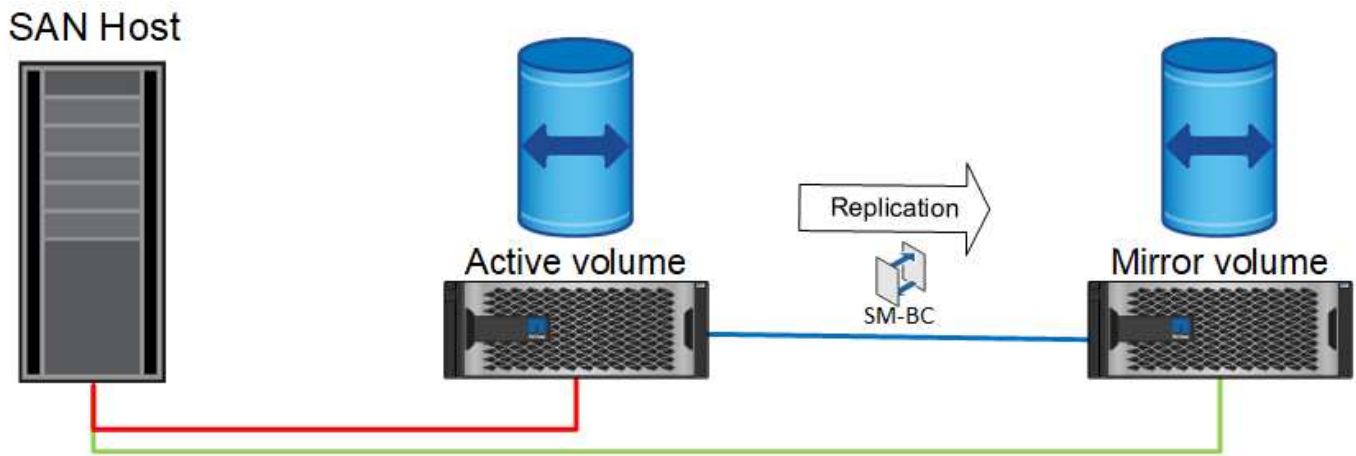 SAN Host
Replication
Active volume
Mirror volume
SM-BC